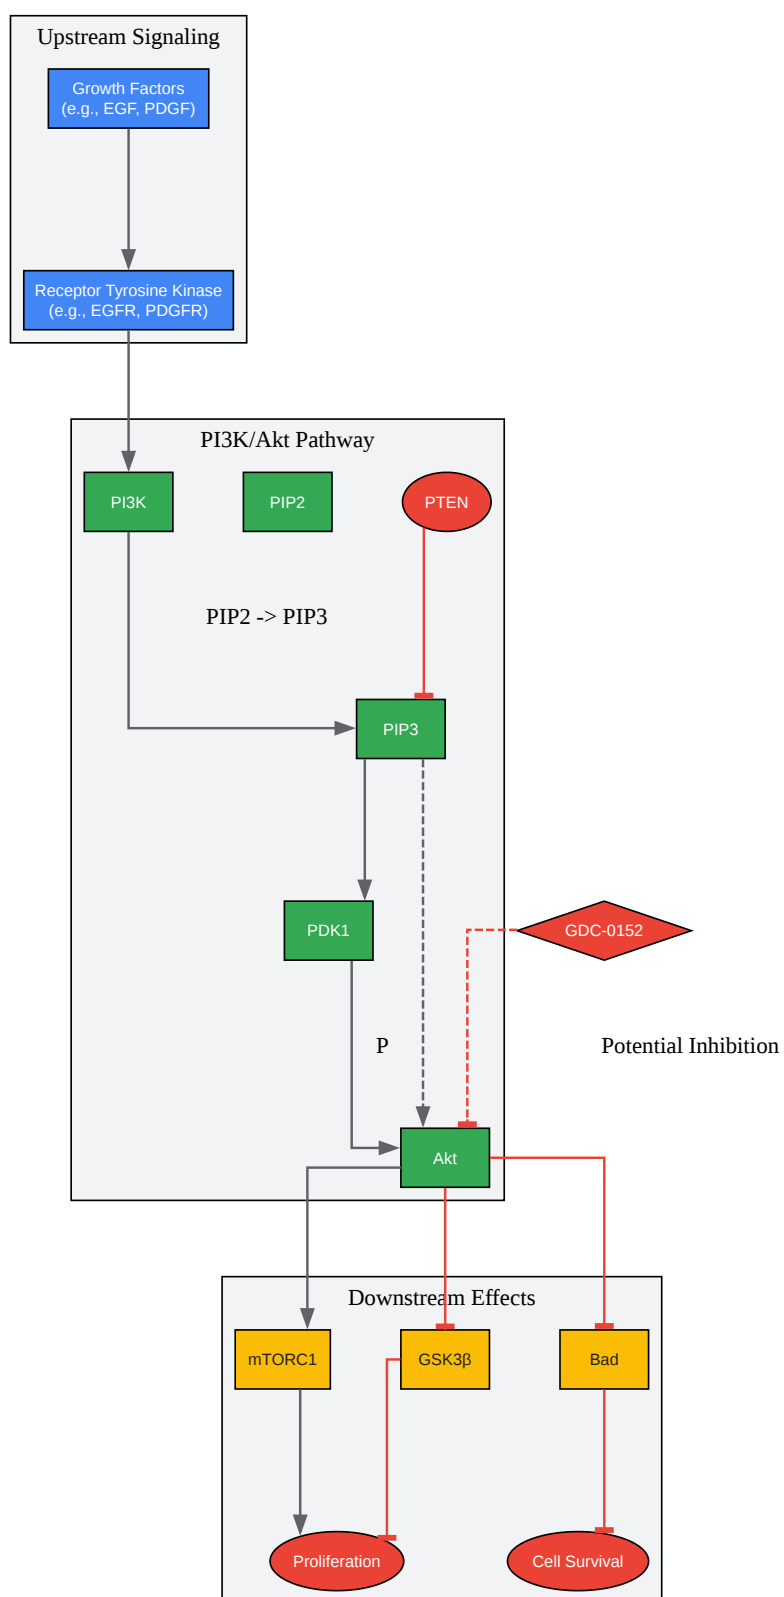 Upstream Signaling
Growth Factors
(e.g., EGF, PDGF)
Receptor Tyrosine Kinase
(e.g., EGFR, PDGFR)
PI3K/Akt Pathway
PI3K
PIP2
PTEN
PIP2 -> PIP3
PIP3
PDK1
GDC-0152
P
Potential Inhibition
Akt
Downstream Effects
mTORC1
GSK3β
Bad
Proliferation
Cell Survival